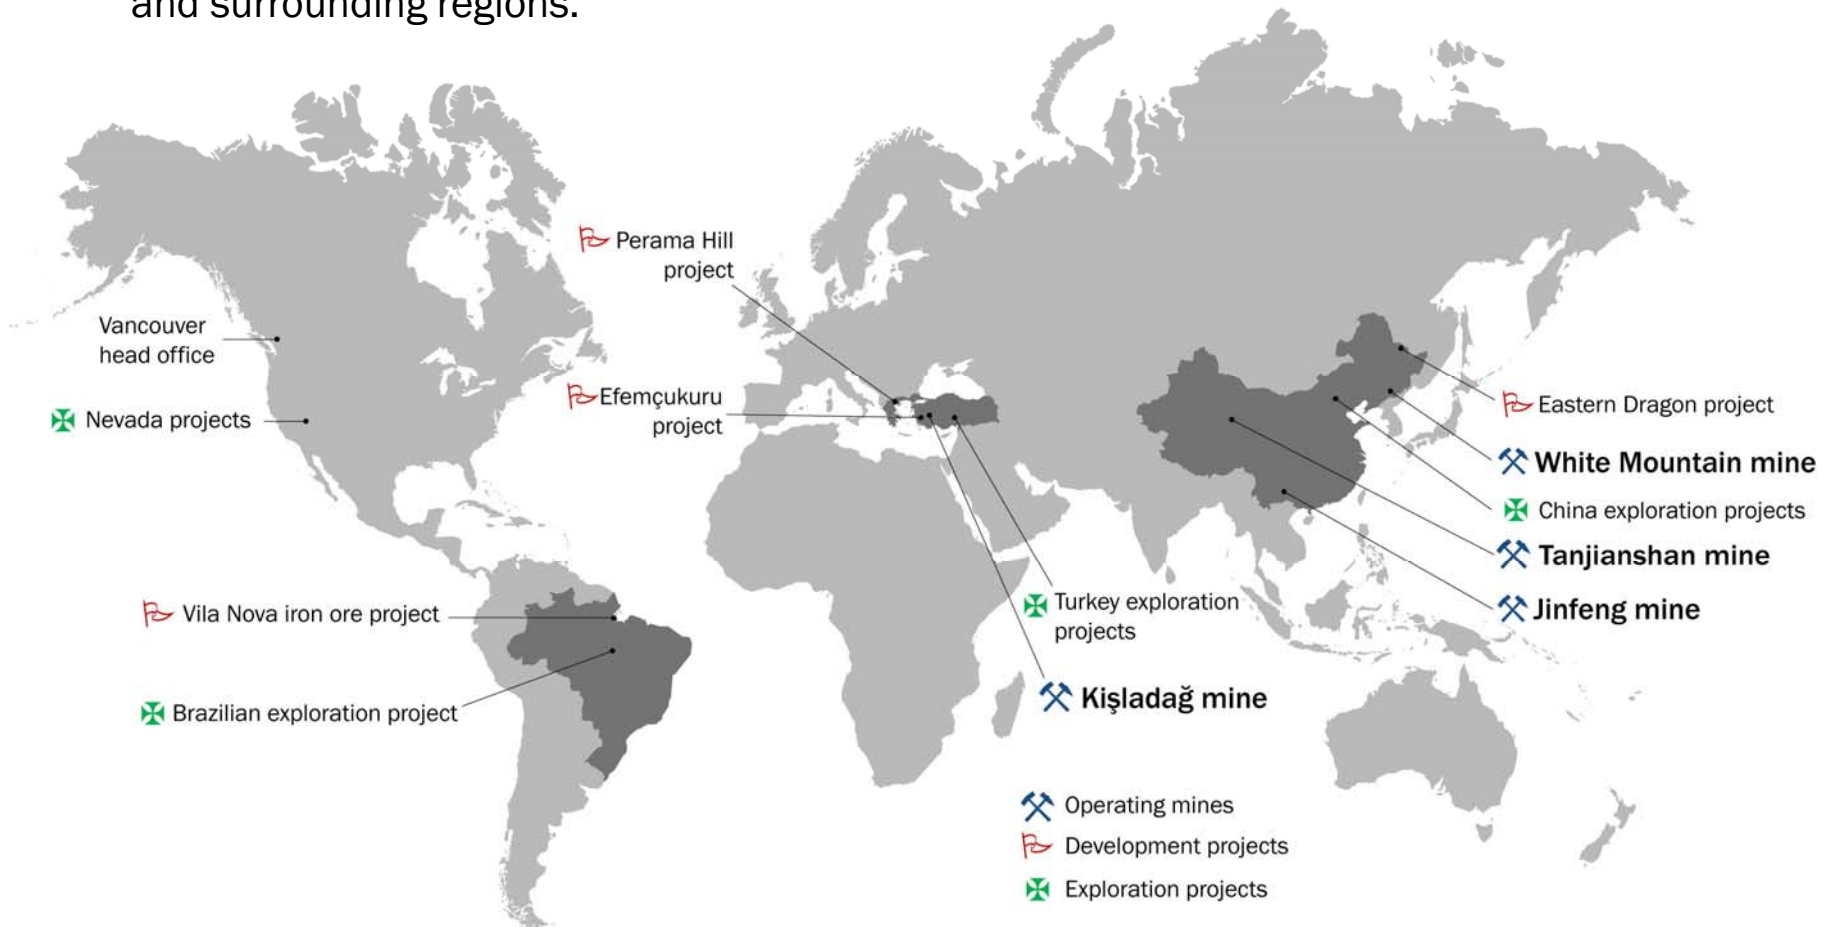 and surrounding regions.
Perama Hill
project
Vancouver
head office
Efemçukuru
project
Nevada projects
Eastern Dragon project
White Mountain mine
China exploration projects
Tanjianshan mine
Jinfeng mine
Turkey exploration
projects
Vila Nova iron ore project
Kişladağ mine
Brazilian exploration project
Operating mines
Development projects
Exploration projects